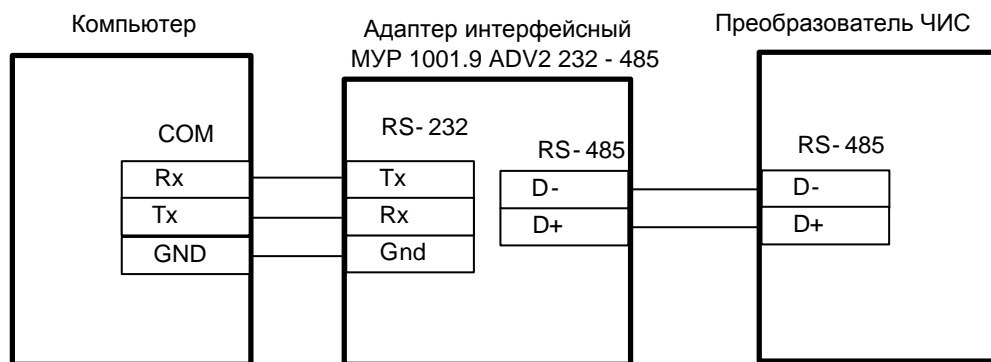 Компьютер
Адаптер интерфейсный
МУР 1001.9 ADV2 232 - 485
Преобразователь ЧИС
COM
Rx
Tx
GND
RS- 232
Tx
Rx
Gnd
RS- 485
D-
D+
RS- 485
D-
D+